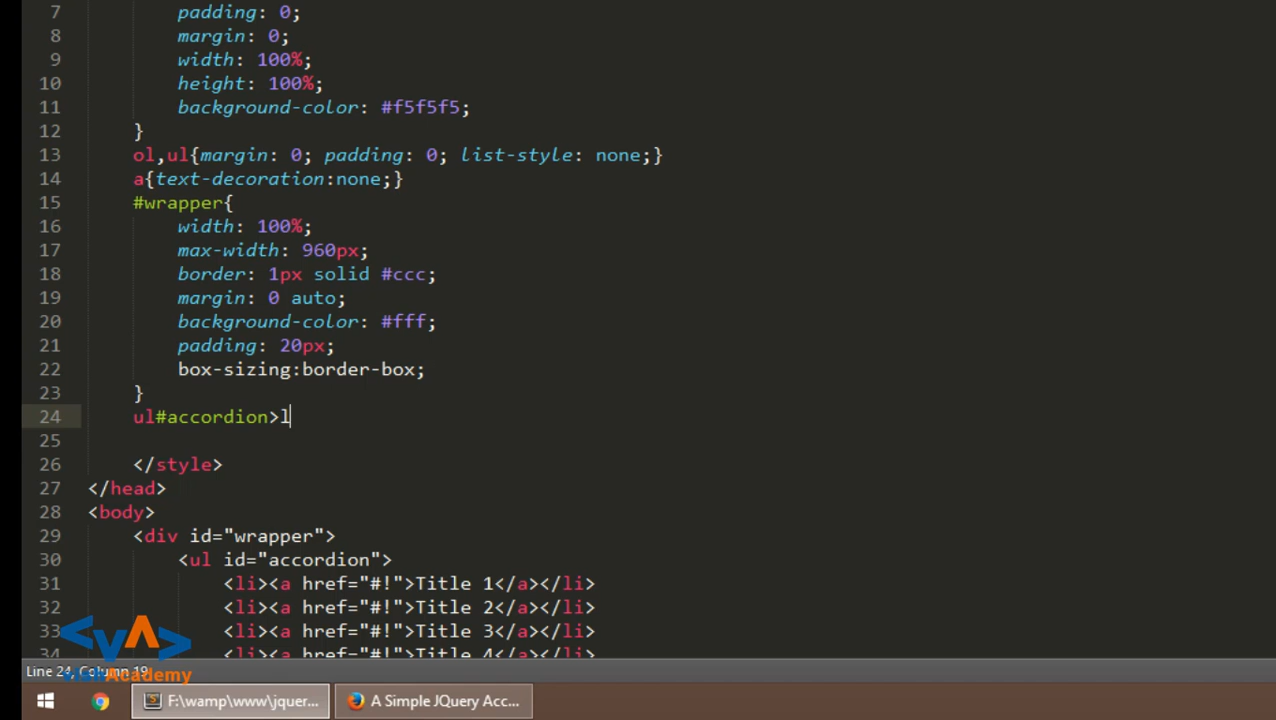 7 padding: 0;
8 margin: 0;
9 width: 100%;
10 height: 100%;
11 background-color: #f5f5f5;
12 }
13 ol,ul{margin: 0; padding: 0; list-style: none;}
14 a{text-decoration:none;}
15 #wrapper{
16 width: 100%;
17 max-width: 960px;
18 border: 1px solid #ccc;
19 margin: 0 auto;
20 background-color: #fff;
21 padding: 20px;
22 box-sizing:border-box;
23 }
24 ul#accordion>l
25
26 </style>
27 </head>
28 <body>
29 <div id="wrapper">
30 <ul id="accordion">
31 <li><a href="#!">Title 1</a></li>
32 <li><a href="#!">Title 2</a></li>
33 <li><a href="#!">Title 3</a></li>
<li><a href="#!">Title 4</a></li>
Line 24, Column 19
Academy
F:\wamp\www\jquer... A Simple JQuery Acc...